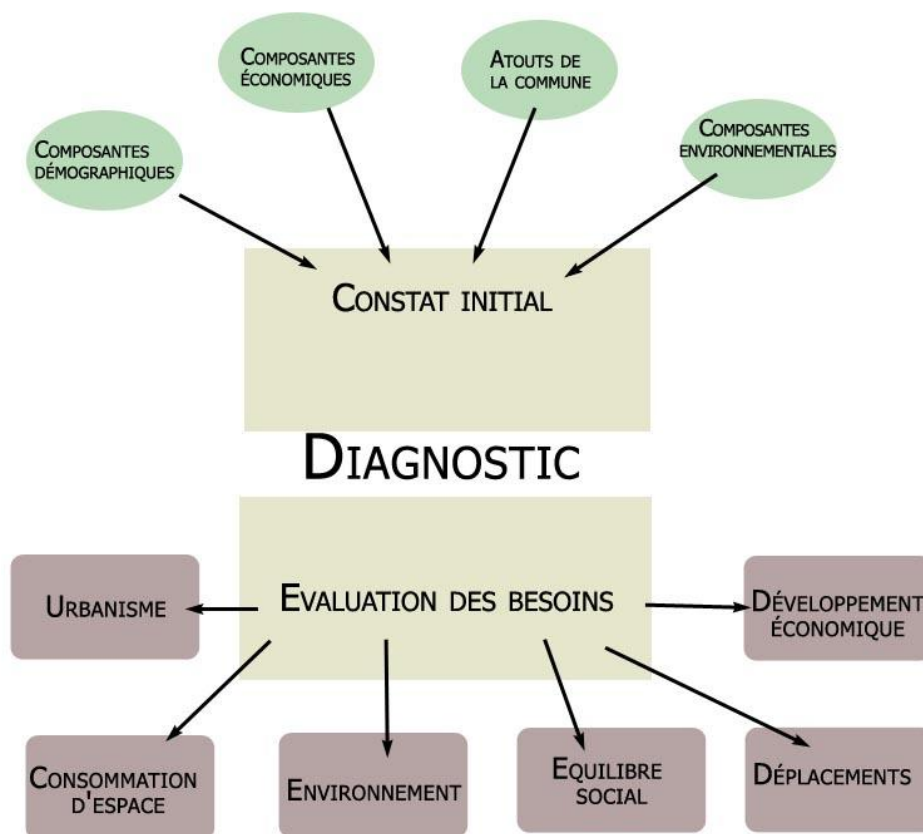 COMPOSANTES
ÉCONOMIQUES
ATOUTS DE
LA COMMUNE
COMPOSANTES
DÉMOGRAPHIQUES
COMPOSANTES
ENVIRONNEMENTALES
CONSTAT INITIAL
DIAGNOSTIC
EVALUATION DES BESOINS
URBANISME
DÉVELOPPEMENT
ÉCONOMIQUE
CONSOMMATION
D'ESPACE
ENVIRONNEMENT
EQUILIBRE
SOCIAL
DÉPLACEMENTS